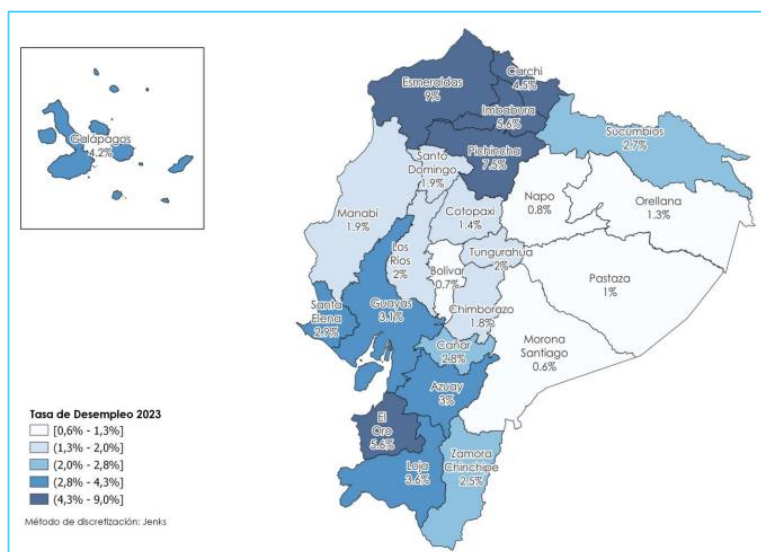 Galápagos
4.2%
Esmeraldas
9%
Carchi
4.5%
Imbabura
5.6%
Pichincha
7.5%
Sucumbíos
2.7%
Santo
Domingo
1.9%
Manabí
1.9%
Cotopaxi
1.4%
Napo
0.8%
Orellana
1.3%
Los
Ríos
2%
Bolívar
0.7%
Tungurahua
2%
Pastaza
1%
Santa
Elena
2.9%
Guayas
3.1%
Chimborazo
1.8%
Morona
Santiago
0.6%
Cañar
2.8%
Azuay
3%
El
Oro
5.6%
Loja
3.6%
Zamora
Chinchipe
2.5%
Tasa de Desempleo 2023
[0,6% - 1,3%]
(1,3% - 2,0%]
(2,0% - 2,8%]
(2,8% - 4,3%]
(4,3% - 9,0%]
Método de discretización: Jenks